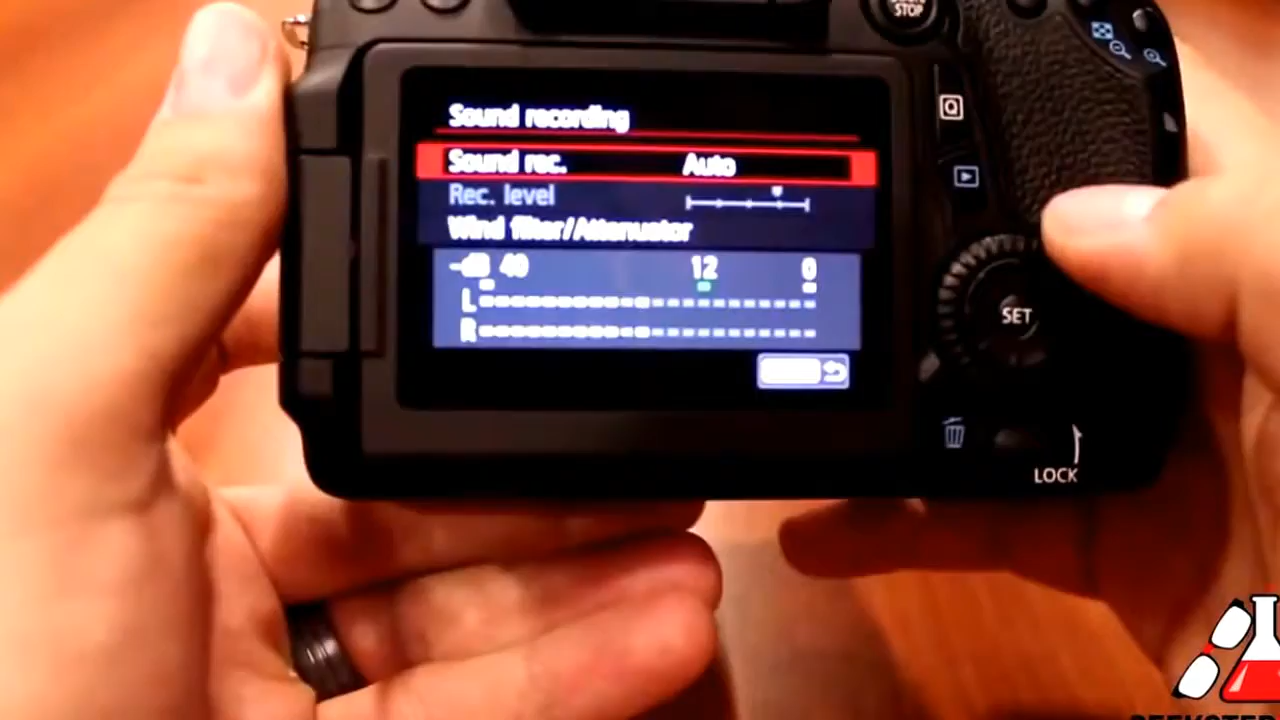 STOP
Sound recording
Q
Sound rec. Auto
Rec. level
Wind filter/Attenuator
-dB 40 12 0
L
R
SET
LOCK